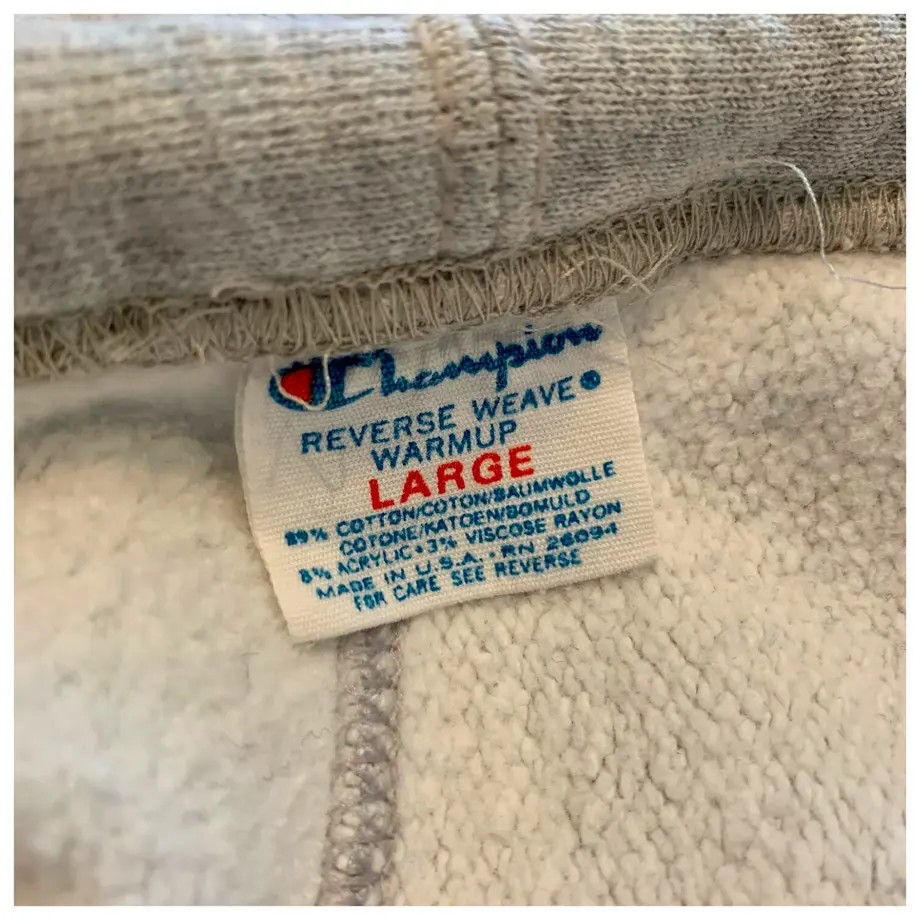 Champion
REVERSE WEAVE®
WARMUP
LARGE
89% COTTON/COTON/BAUMWOLLE
COTONE/KATOEN/BOMULD
8% ACRYLIC • 3% VISCOSE RAYON
MADE IN U.S.A. • RN 26094
FOR CARE SEE REVERSE